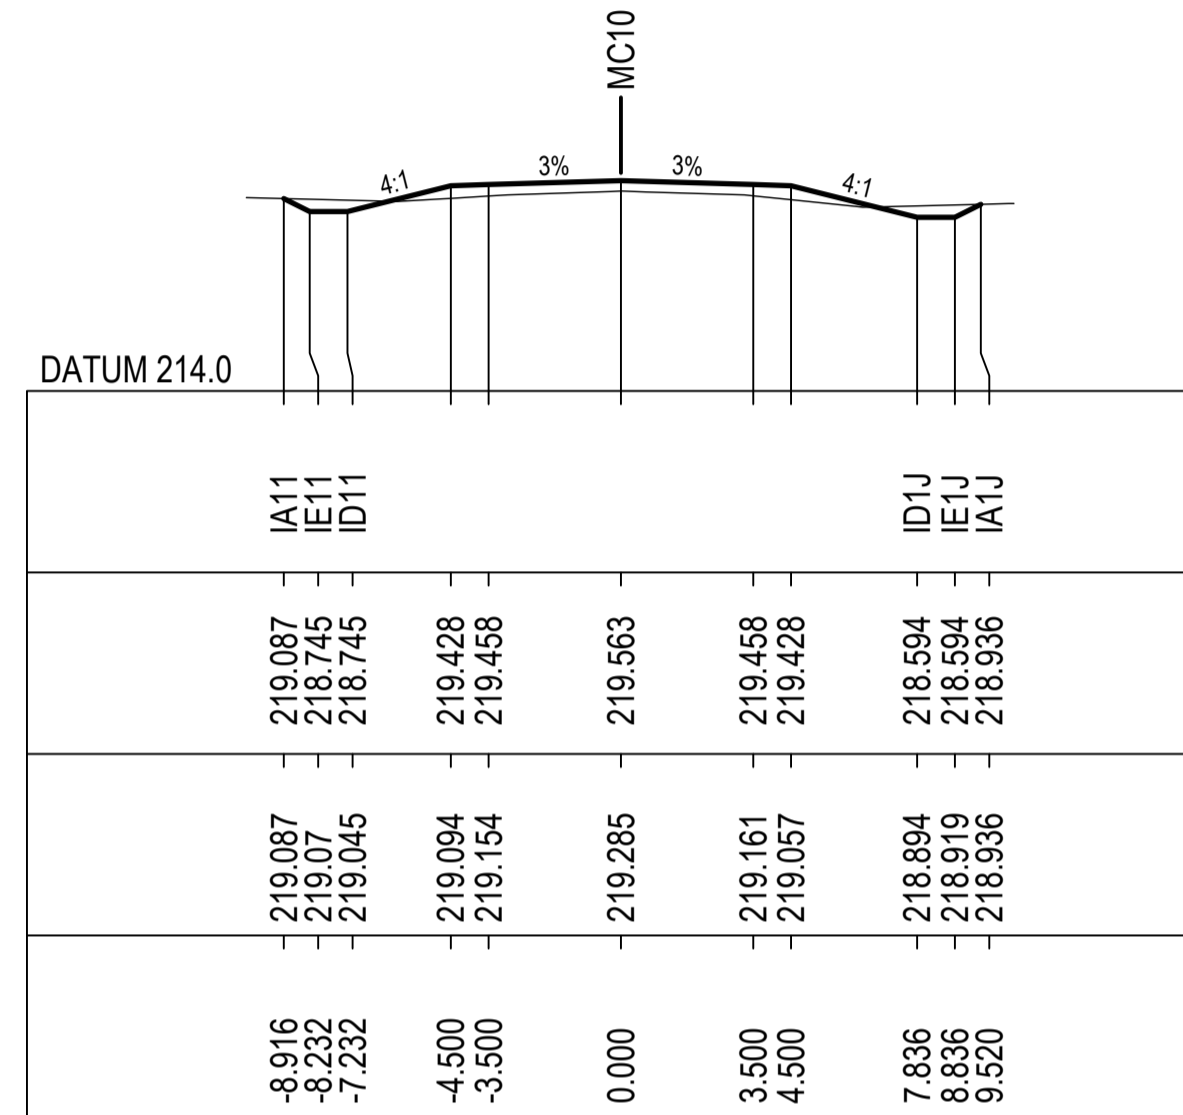 MC10
4:1 3% 3% 4:1
DATUM 214.0
IA11 IE11 ID11 ID1J IE1J IA1J
219.087 218.745 218.745 219.428 219.458 219.563 219.458 219.428 218.594 218.594 218.936
219.087 219.07 219.045 219.094 219.154 219.285 219.161 219.057 218.894 218.919 218.936
-8.916 -8.232 -7.232 -4.500 -3.500 0.000 3.500 4.500 7.836 8.836 9.520